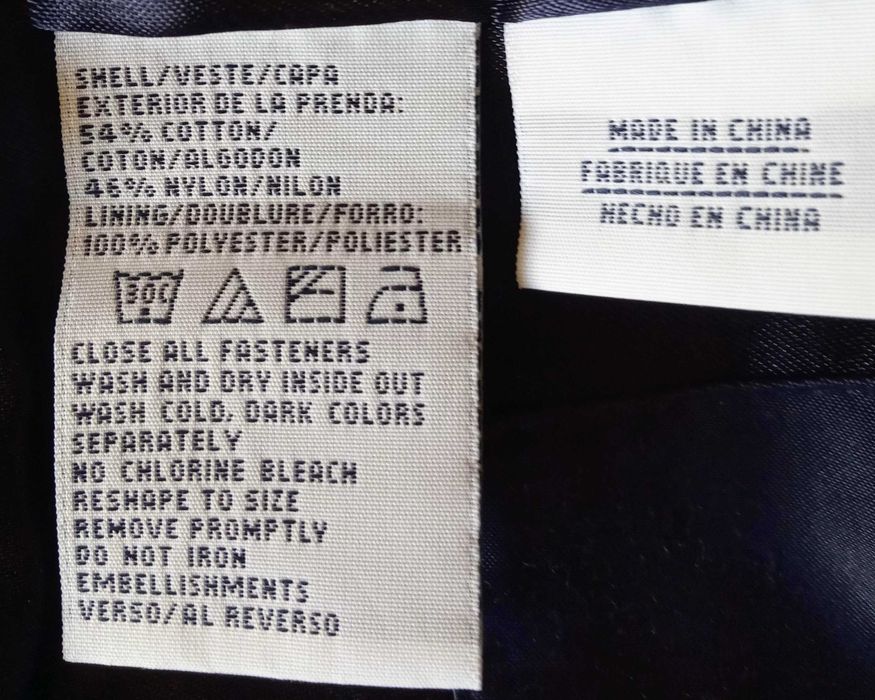 SHELL/VESTE/CAPA
EXTERIOR DE LA PRENDA:
54% COTTON/
COTON/ALGODON
46% NYLON/NILON
LINING/DOUBLURE/FORRO:
100% POLYESTER/POLIESTER
30C
CLOSE ALL FASTENERS
WASH AND DRY INSIDE OUT
WASH COLD, DARK COLORS
SEPARATELY
NO CHLORINE BLEACH
RESHAPE TO SIZE
REMOVE PROMPTLY
DO NOT IRON
EMBELLISHMENTS
VERSO/AL REVERSO
MADE IN CHINA
FABRIQUE EN CHINE
HECHO EN CHINA